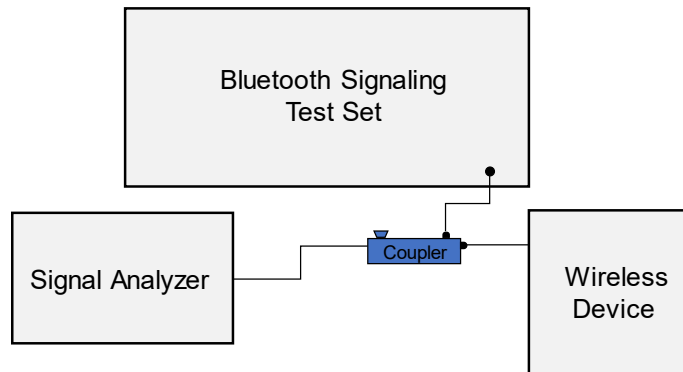 Bluetooth Signaling
Test Set
Signal Analyzer
Coupler
Wireless
Device